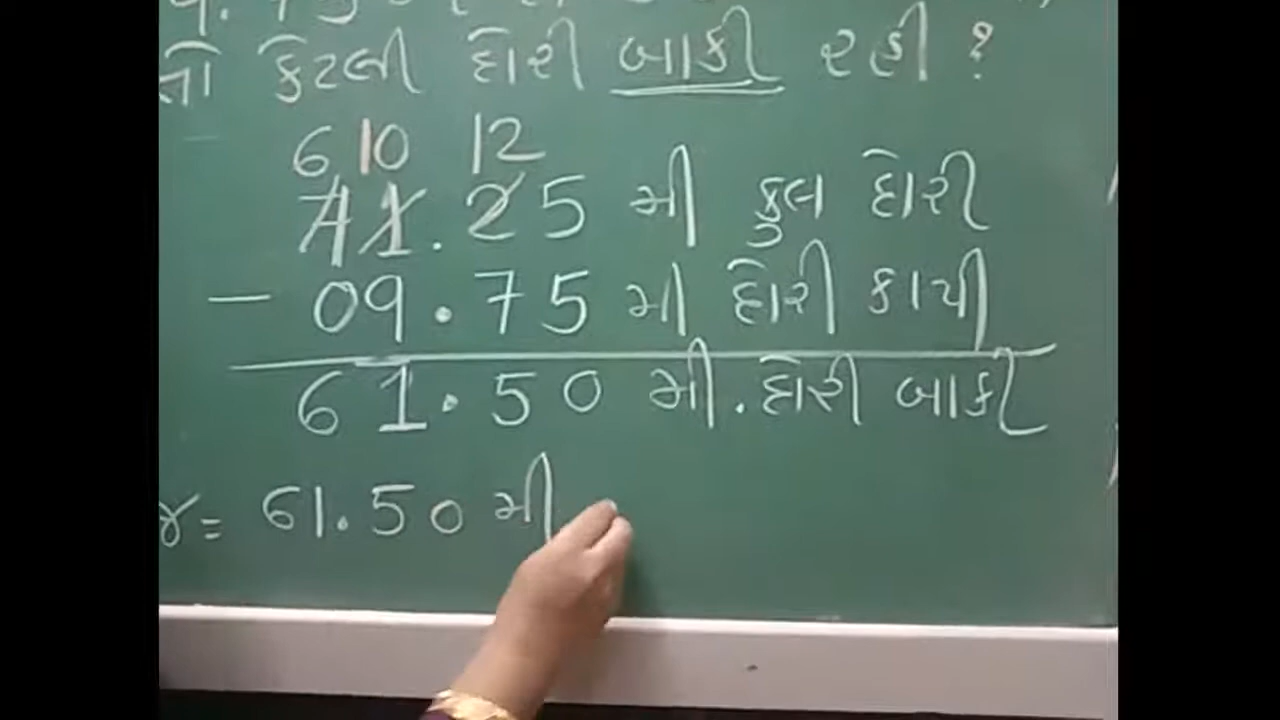 તો કેટલી દોરી બાકી રહી ?
6 10 12
71.25 મી કુલ દોરી
- 09.75 મી દોરી કાપી
61.50 મી. દોરી બાકી
= 61.50 મી